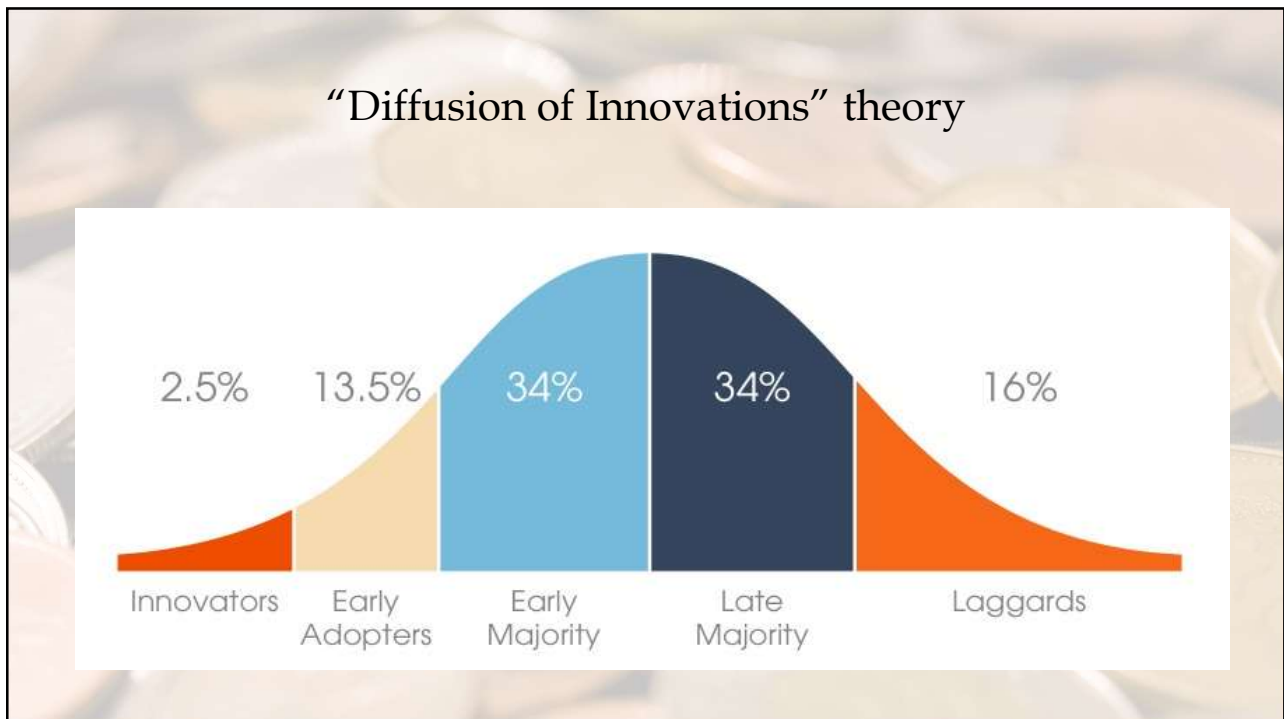 “Diffusion of Innovations” theory
2.5%
13.5%
34%
34%
16%
Innovators
Early
Adopters
Early
Majority
Late
Majority
Laggards